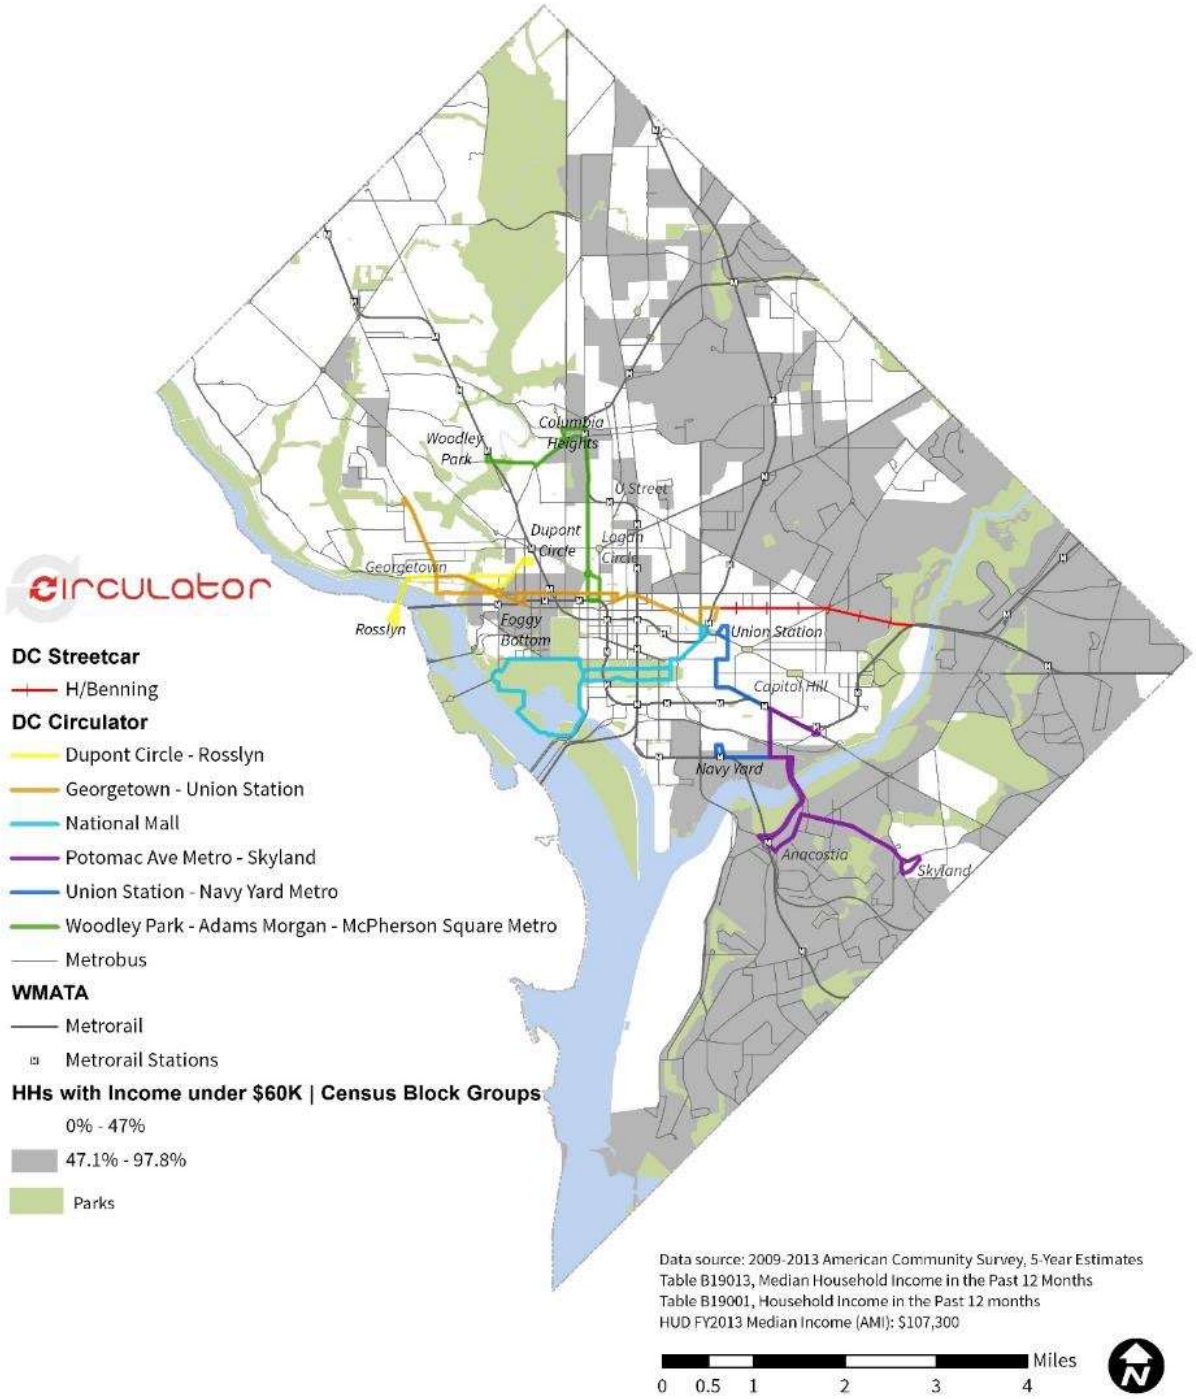 Columbia
Heights
Woodley
Park
U Street
Dupont
Circle
Logan
Circle
Georgetown
Rosslyn
Foggy
Bottom
Union Station
Capitol Hill
Navy Yard
Anacostia
Skyland
circulator
DC Streetcar
H/Benning
DC Circulator
Dupont Circle - Rosslyn
Georgetown - Union Station
National Mall
Potomac Ave Metro - Skyland
Union Station - Navy Yard Metro
Woodley Park - Adams Morgan - McPherson Square Metro
Metrobus
WMATA
Metrorail
M Metrorail Stations
HHs with Income under $60K | Census Block Groups
0% - 47%
47.1% - 97.8%
Parks
Data source: 2009-2013 American Community Survey, 5-Year Estimates
Table B19013, Median Household Income in the Past 12 Months
Table B19001, Household Income in the Past 12 months
HUD FY2013 Median Income (AMI): $107,300
Miles
0 0.5 1 2 3 4
N